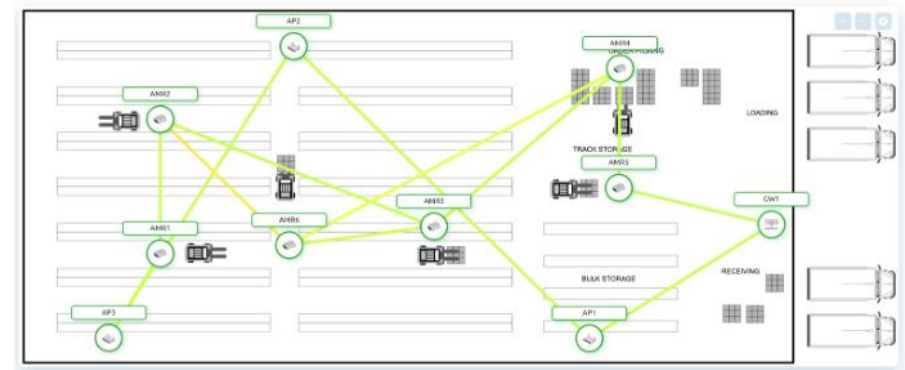 AP2
AMR4
ORDER PICKING
AMR2
LOADING
TRACK STORAGE
AMR5
GW1
AMR3
AMR6
AMR1
RECEIVING
BULK STORAGE
AP3
AP1